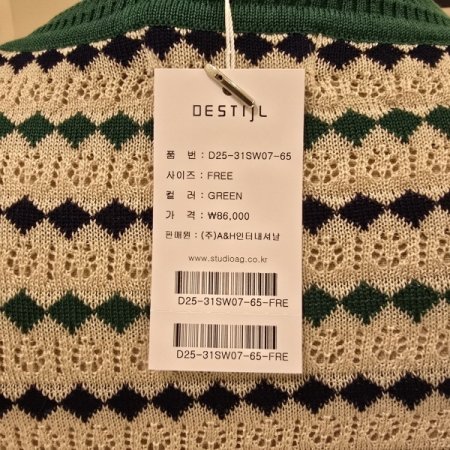 DESTIJL
품 번 : D25-31SW07-65
사이즈 : FREE
컬 러 : GREEN
가 격 : ₩86,000
판매원 : (주)A&H인터내셔날
www.studioag.co.kr
D25-31SW07-65-FRE
D25-31SW07-65-FRE